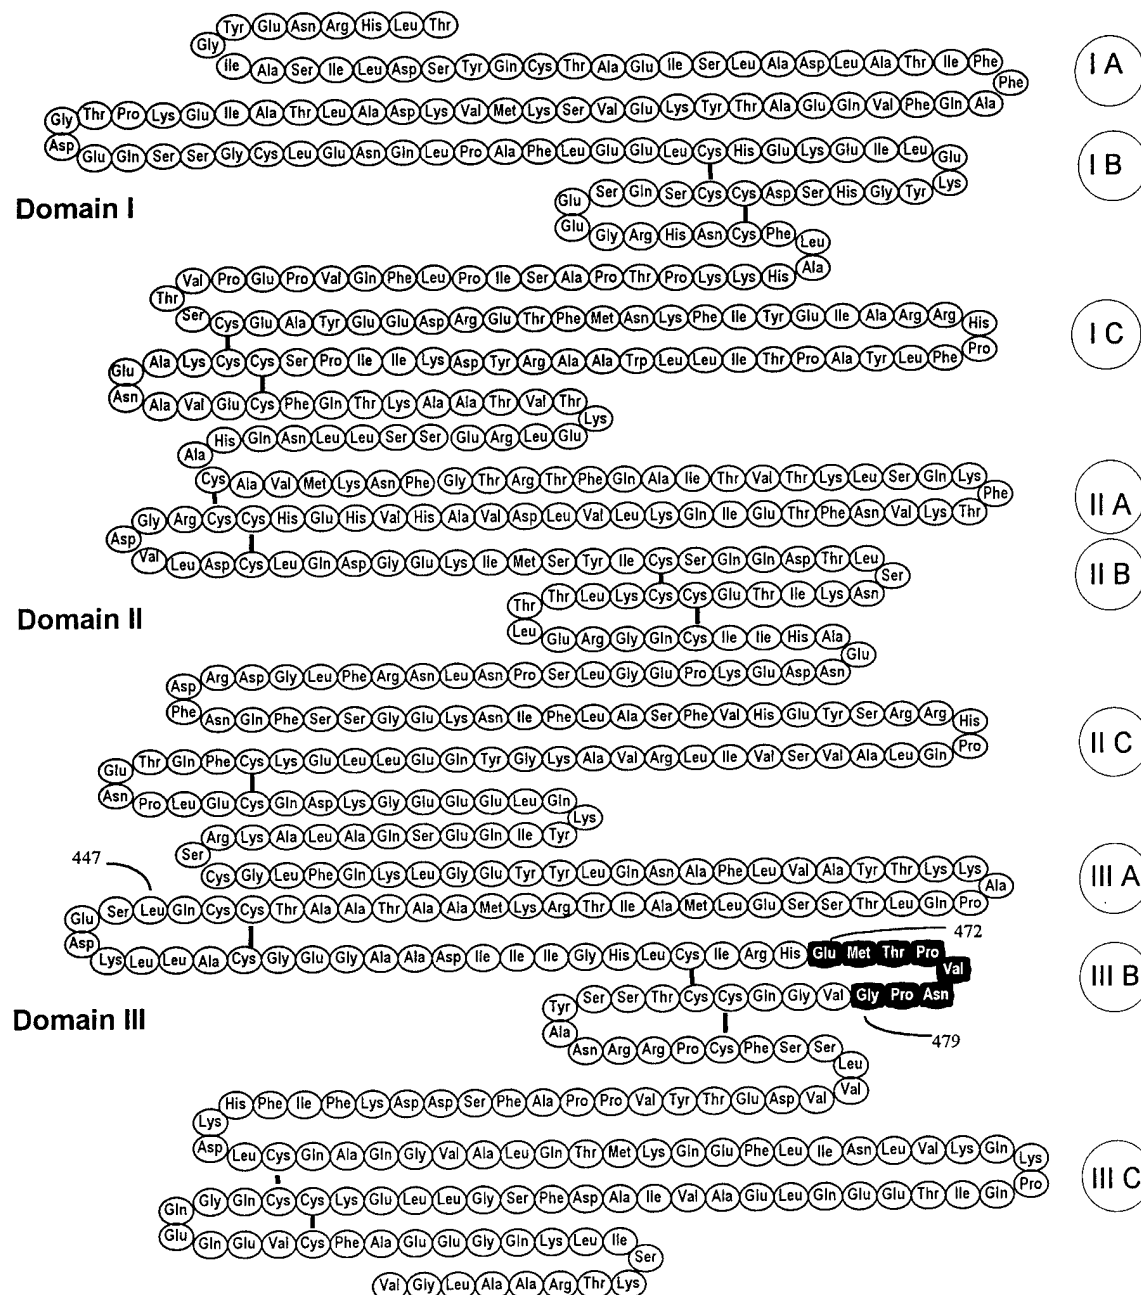 Tyr Glu Asn Arg His Leu Thr
Gly
Ile Ala Ser Ile Leu Asp Ser Tyr Gln Cys Thr Ala Glu Ile Ser Leu Ala Asp Leu Ala Thr Ile Phe
I A
Phe
Gly Thr Pro Lys Glu Ile Ala Thr Leu Ala Asp Lys Val Met Lys Ser Val Glu Lys Tyr Thr Ala Glu Gln Val Phe Gln Ala
Asp Glu Gln Ser Ser Gly Cys Leu Glu Asn Gln Leu Pro Ala Phe Leu Glu Glu Leu Cys His Glu Lys Glu Ile Leu Glu
I B
Glu Ser Gln Ser Cys Cys Asp Ser His Gly Tyr Lys
Domain I
Glu Gly Arg His Asn Cys Phe Leu
Val Pro Glu Pro Val Gln Phe Leu Pro Ile Ser Ala Pro Thr Pro Lys Lys His Ala
Thr
Ser Cys Glu Ala Tyr Glu Glu Asp Arg Glu Thr Phe Met Asn Lys Phe Ile Tyr Glu Ile Ala Arg Arg His
I C
Glu Ala Lys Cys Cys Ser Pro Ile Ile Lys Asp Tyr Arg Ala Ala Trp Leu Leu Ile Thr Pro Ala Tyr Leu Phe Pro
Asn Ala Val Glu Cys Phe Gln Thr Lys Ala Ala Thr Val Thr
Lys
Ala His Gln Asn Leu Leu Ser Ser Glu Arg Leu Glu
Cys Ala Val Met Lys Asn Phe Gly Thr Arg Thr Phe Gln Ala Ile Thr Val Thr Lys Leu Ser Gln Lys
II A
Phe
Asp Gly Arg Cys Cys His Glu His Val His Ala Val Asp Leu Val Leu Lys Gln Ile Glu Thr Phe Asn Val Lys Thr
Val Leu Asp Cys Leu Gln Asp Gly Glu Lys Ile Met Ser Tyr Ile Cys Ser Gln Gln Asp Thr Leu
II B
Ser
Thr Thr Leu Lys Cys Cys Glu Thr Ile Lys Asn
Domain II
Leu Glu Arg Gly Gln Cys Ile Ile His Ala
Glu
Asp Arg Asp Gly Leu Phe Arg Asn Leu Asn Pro Ser Leu Gly Glu Pro Lys Glu Asp Asn
Phe Asn Gln Phe Ser Ser Gly Glu Lys Asn Ile Phe Leu Ala Ser Phe Val His Glu Tyr Ser Arg Arg His
II C
Glu Thr Gln Phe Cys Lys Glu Leu Leu Glu Gln Tyr Gly Lys Ala Val Arg Leu Ile Val Ser Val Ala Leu Gln Pro
Asn Pro Leu Glu Cys Gln Asp Lys Gly Glu Glu Glu Leu Gln
Lys
Arg Lys Ala Leu Ala Gln Ser Glu Gln Ile Tyr
447
Ser
Cys Gly Leu Phe Gln Lys Leu Gly Glu Tyr Tyr Leu Gln Asn Ala Phe Leu Val Ala Tyr Thr Lys Lys
III A
Ala
Glu Ser Leu Gln Cys Cys Thr Ala Ala Thr Ala Ala Met Lys Arg Thr Ile Ala Met Leu Glu Ser Ser Thr Leu Gln Pro
472
Asp Lys Leu Leu Ala Cys Gly Glu Gly Ala Ala Asp Ile Ile Ile Gly His Leu Cys Ile Arg His Glu Met Thr Pro
Val
III B
Tyr Ser Ser Thr Cys Cys Gln Gly Val Gly Pro Asn
Domain III
479
Ala Asn Arg Arg Pro Cys Phe Ser Ser Leu
Lys His Phe Ile Phe Lys Asp Asp Ser Phe Ala Pro Pro Val Tyr Thr Glu Asp Val Val
Asp Leu Cys Gln Ala Gln Gly Val Ala Leu Gln Thr Met Lys Gln Glu Phe Leu Ile Asn Leu Val Lys Gln Lys
III C
Gln Gly Gln Cys Cys Lys Glu Leu Leu Gly Ser Phe Asp Ala Ile Val Ala Glu Leu Gln Glu Glu Thr Ile Gln Pro
Glu Gln Glu Val Cys Phe Ala Glu Glu Gly Gln Lys Leu Ile
Ser
Val Gly Leu Ala Ala Arg Thr Lys